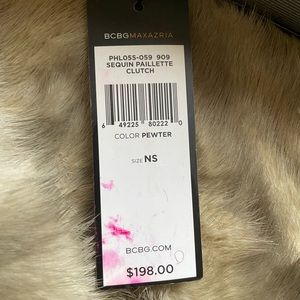 BCBGMAXAZRIA
PHL05S-059 909
SEQUIN PAILLETTE
CLUTCH
6 49225 80222 0
COLOR PEWTER
SIZE NS
BCBG.COM
$198.00